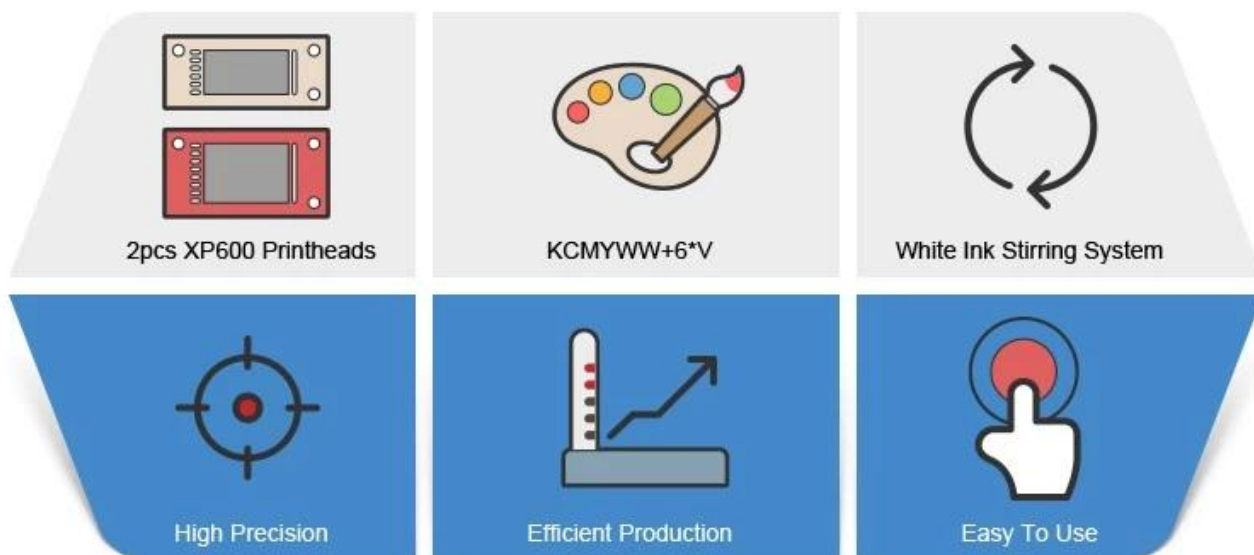 2pcs XP600 Printheads
KCMYWW+6*V
White Ink Stirring System
High Precision
Efficient Production
Easy To Use